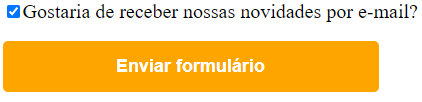 Gostaria de receber nossas novidades por e-mail?
Enviar formulário